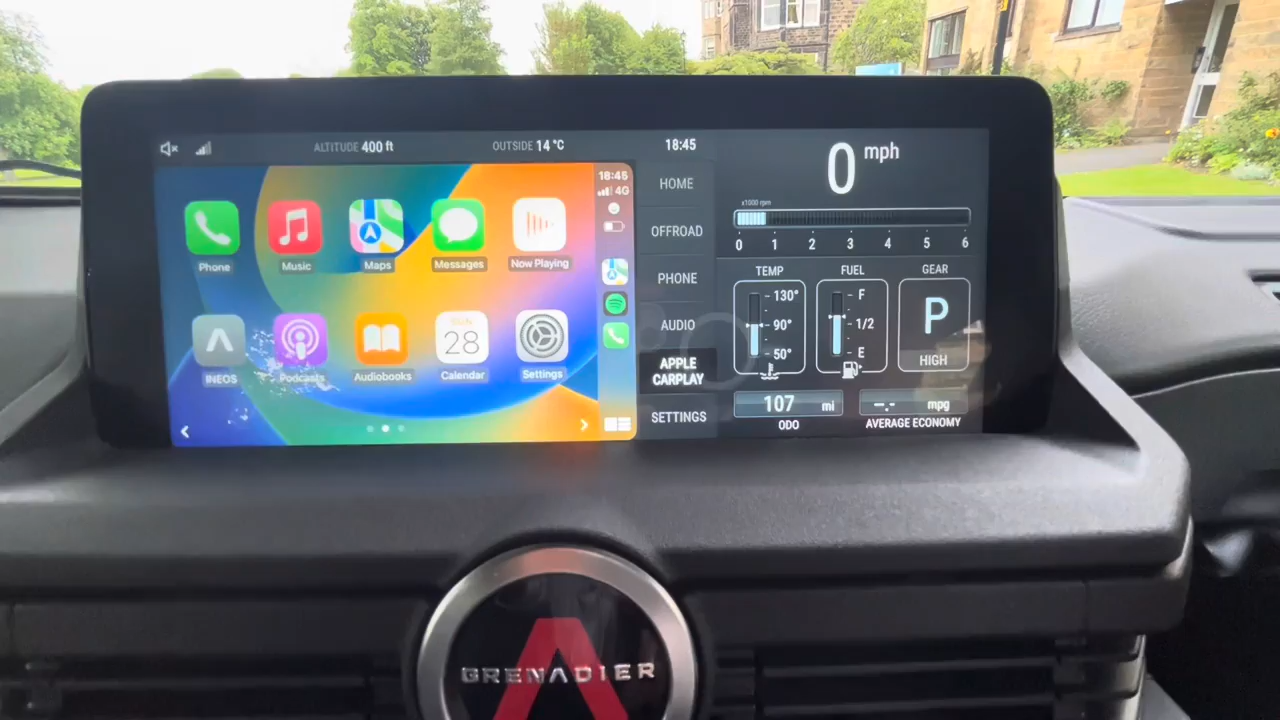 ALTITUDE 400 ft
OUTSIDE 14 °C
18:45
18:45
4G
Phone
Music
Maps
Messages
Now Playing
INEOS
Podcasts
Audiobooks
SUN
28
Calendar
Settings
HOME
OFFROAD
PHONE
AUDIO
APPLE
CARPLAY
SETTINGS
0 mph
x1000 rpm
0 1 2 3 4 5 6
TEMP
130°
90°
50°
FUEL
F
1/2
E
GEAR
P
HIGH
107 mi
ODO
--.- mpg
AVERAGE ECONOMY
GRENADIER